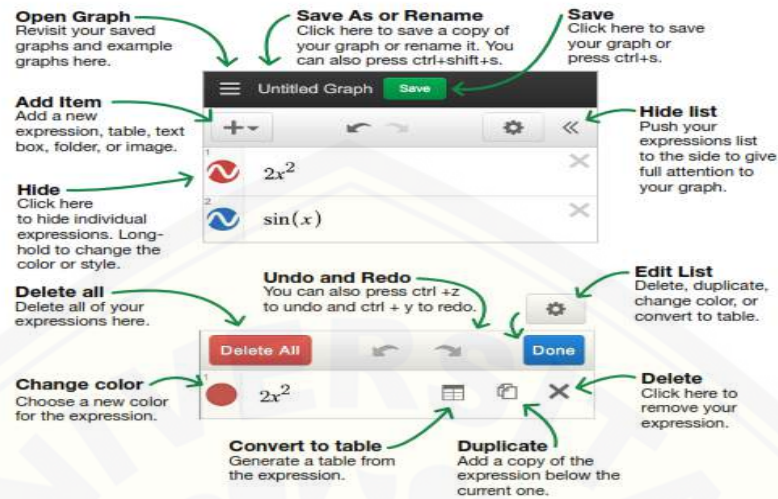 Open Graph
Revisit your saved
graphs and example
graphs here.
Save As or Rename
Click here to save a copy of
your graph or rename it. You
can also press ctrl+shift+s.
Save
Click here to save
your graph or
press ctrl+s.
Untitled Graph
Save
Add Item
Add a new
expression, table, text
box, folder, or image.
Hide list
Push your
expressions list
to the side to give
full attention to
your graph.
1
2x²
2
sin(x)
Hide
Click here
to hide individual
expressions. Long-
hold to change the
color or style.
Undo and Redo
You can also press ctrl +z
to undo and ctrl + y to redo.
Edit List
Delete, duplicate,
change color, or
convert to table.
Delete all
Delete all of your
expressions here.
Delete All
Done
Change color
Choose a new color
for the expression.
1
2x²
Delete
Click here to
remove your
expression.
Convert to table
Generate a table from
the expression.
Duplicate
Add a copy of the
expression below the
current one.